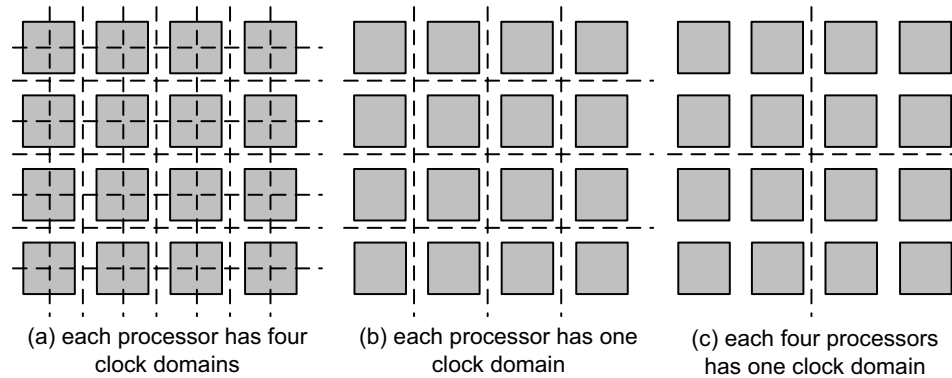 (a) each processor has four
clock domains
(b) each processor has one
clock domain
(c) each four processors
has one clock domain